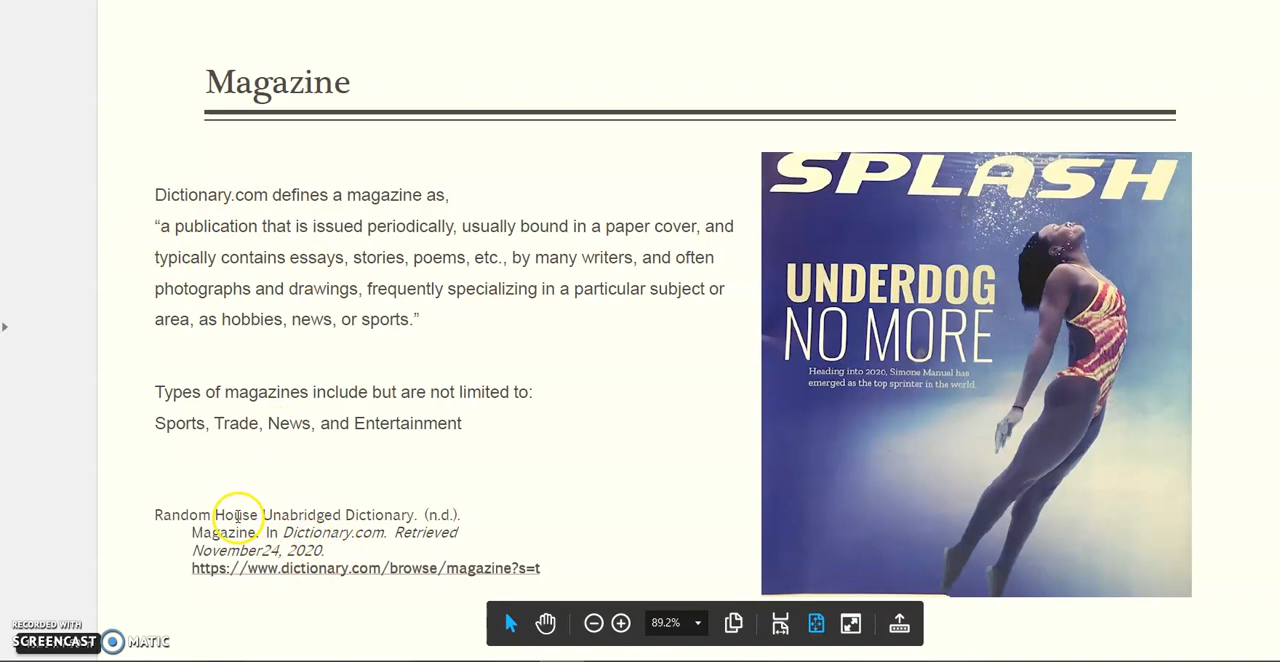 Magazine
Dictionary.com defines a magazine as,
“a publication that is issued periodically, usually bound in a paper cover, and
typically contains essays, stories, poems, etc., by many writers, and often
photographs and drawings, frequently specializing in a particular subject or
area, as hobbies, news, or sports.”
Types of magazines include but are not limited to:
Sports, Trade, News, and Entertainment
Random House Unabridged Dictionary. (n.d.).
Magazine. In Dictionary.com. Retrieved
November24, 2020.
https://www.dictionary.com/browse/magazine?s=t
SPLASH
UNDERDOG
NO MORE
Heading into 2020, Simone Manuel has
emerged as the top sprinter in the world.
89.2%
RECORDED WITH
SCREENCAST MATIC